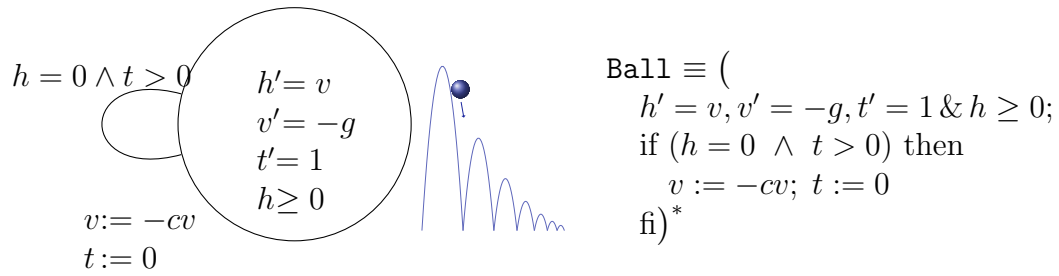 h = 0 ∧ t > 0
h′ = v
v′ = −g
t′ = 1
h ≥ 0
v := −cv
t := 0
Ball ≡ (
h′ = v, v′ = −g, t′ = 1 & h ≥ 0;
if (h = 0 ∧ t > 0) then
v := −cv; t := 0
fi)*